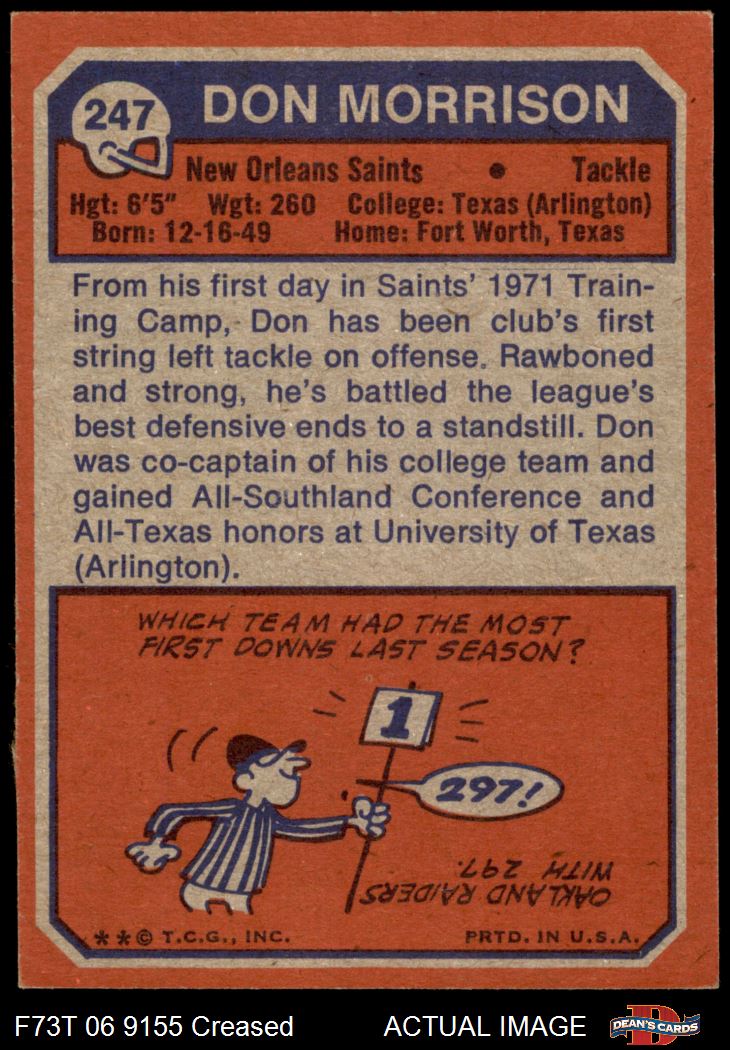 247 DON MORRISON
New Orleans Saints • Tackle
Hgt: 6'5" Wgt: 260 College: Texas (Arlington)
Born: 12-16-49 Home: Fort Worth, Texas
From his first day in Saints' 1971 Train-
ing Camp, Don has been club's first
string left tackle on offense. Rawboned
and strong, he's battled the league's
best defensive ends to a standstill. Don
was co-captain of his college team and
gained All-Southland Conference and
All-Texas honors at University of Texas
(Arlington).
WHICH TEAM HAD THE MOST
FIRST DOWNS LAST SEASON?
1
297!
OAKLAND RAIDERS
WITH 297.
**© T.C.G., INC. PRTD. IN U.S.A.
F73T 06 9155 Creased ACTUAL IMAGE
DEAN'S CARDS